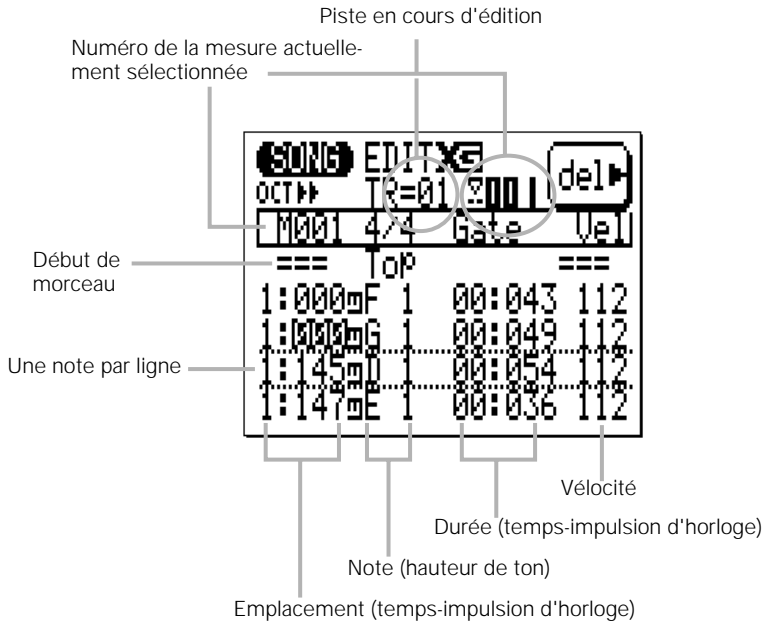 Piste en cours d'édition
Numéro de la mesure actuelle-
ment sélectionnée
SONG EDIT XG
del
OCT TR=01 001
M001 4/4 Gate Vel
Début de
morceau
=== Top ===
1:000 F 1 00:043 112
1:000 G 1 00:049 112
Une note par ligne
1:145 D 1 00:054 112
1:147 E 1 00:036 112
Vélocité
Durée (temps-impulsion d'horloge)
Note (hauteur de ton)
Emplacement (temps-impulsion d'horloge)